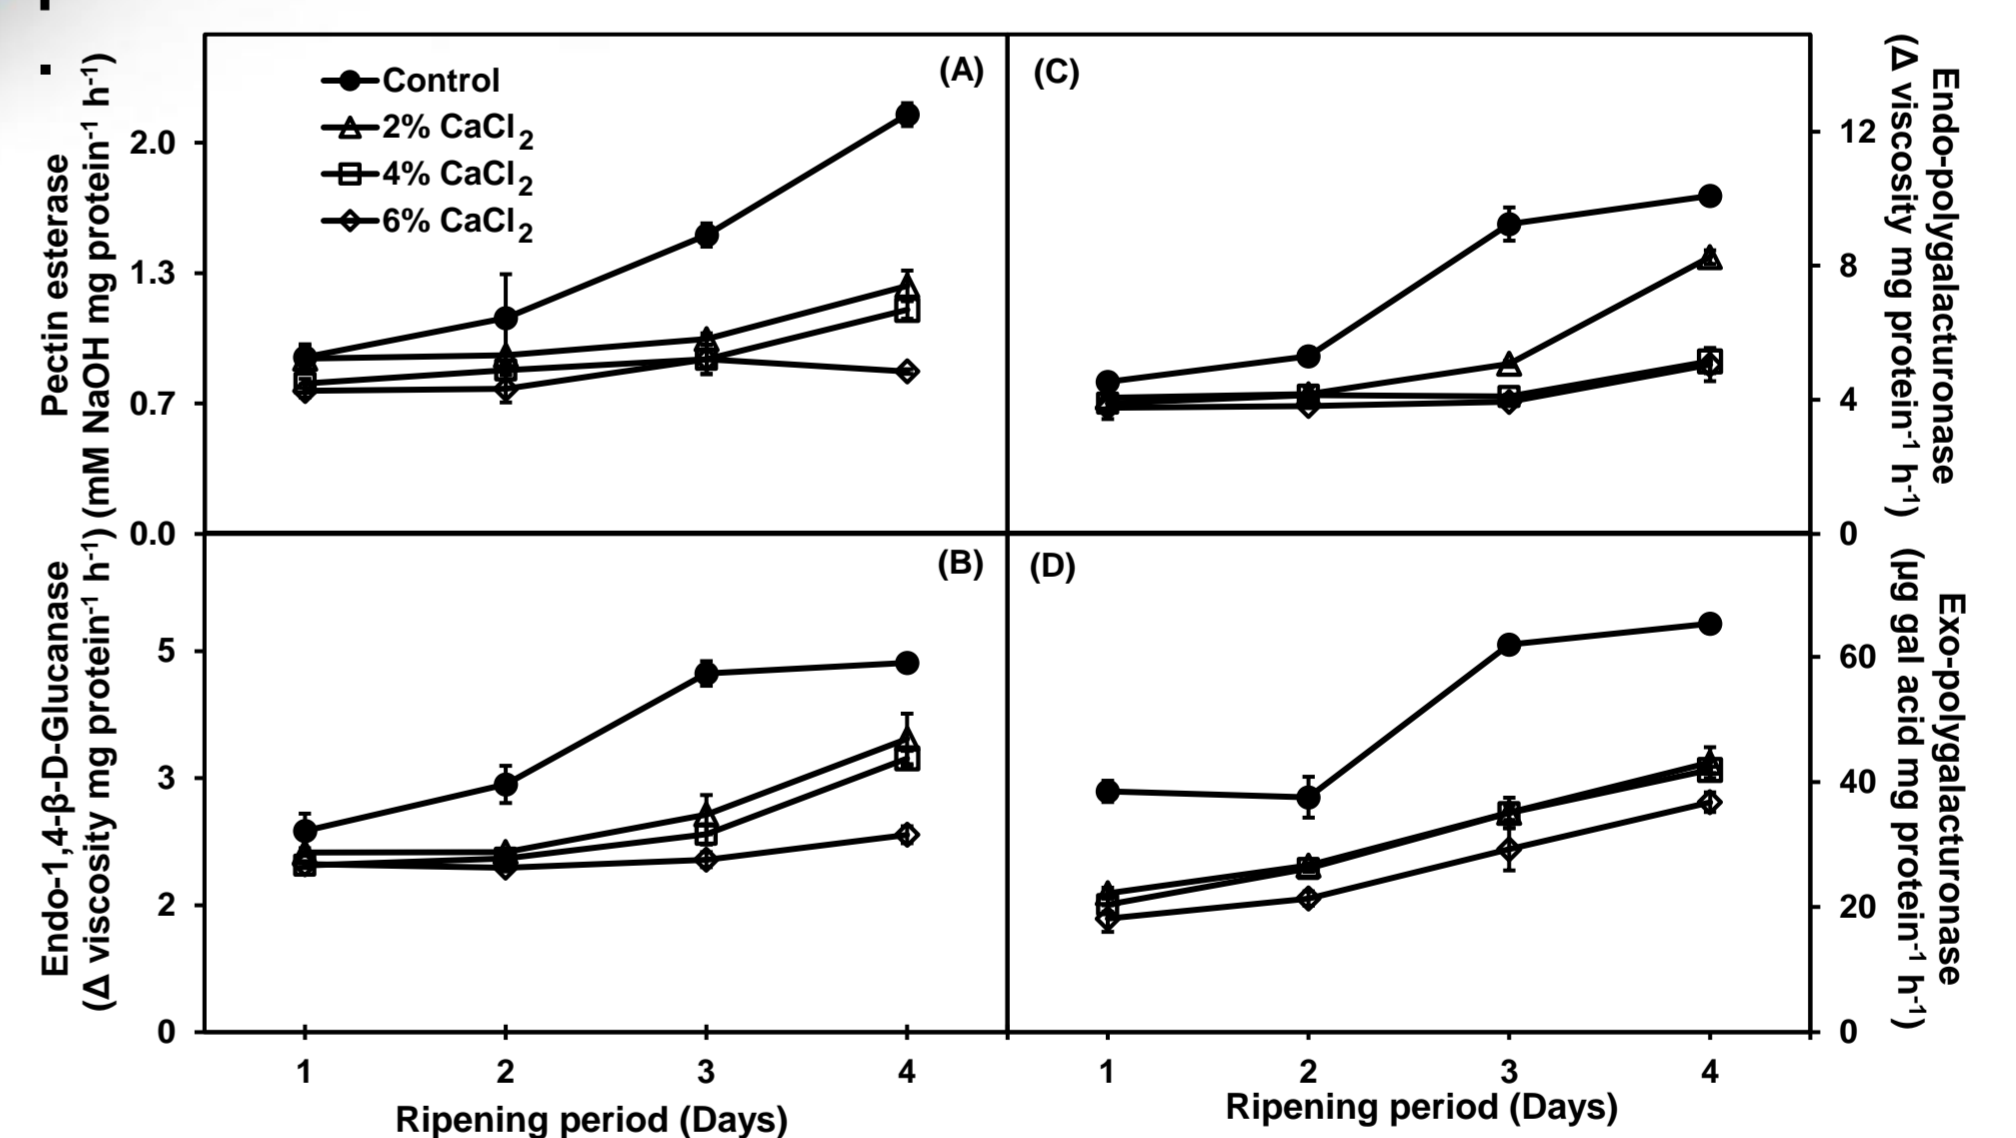 (A)
(C)
Control
2% CaCl2
4% CaCl2
6% CaCl2
Pectin esterase
(mM NaOH mg protein-1 h-1)
2.0
1.3
0.7
0.0
Endo-polygalacturonase
(Δ viscosity mg protein-1 h-1)
12
8
4
0
(B)
(D)
Endo-1,4-β-D-Glucanase
(Δ viscosity mg protein-1 h-1)
5
3
2
0
Exo-polygalacturonase
(µg gal acid mg protein-1 h-1)
60
40
20
0
1 2 3 4
1 2 3 4
Ripening period (Days)
Ripening period (Days)